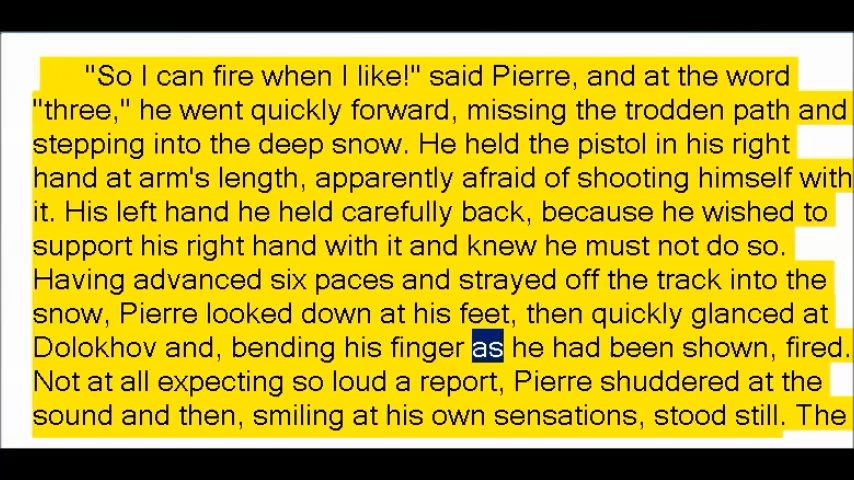 "So I can fire when I like!" said Pierre, and at the word
"three," he went quickly forward, missing the trodden path and
stepping into the deep snow. He held the pistol in his right
hand at arm's length, apparently afraid of shooting himself with
it. His left hand he held carefully back, because he wished to
support his right hand with it and knew he must not do so.
Having advanced six paces and strayed off the track into the
snow, Pierre looked down at his feet, then quickly glanced at
Dolokhov and, bending his finger as he had been shown, fired.
Not at all expecting so loud a report, Pierre shuddered at the
sound and then, smiling at his own sensations, stood still. The